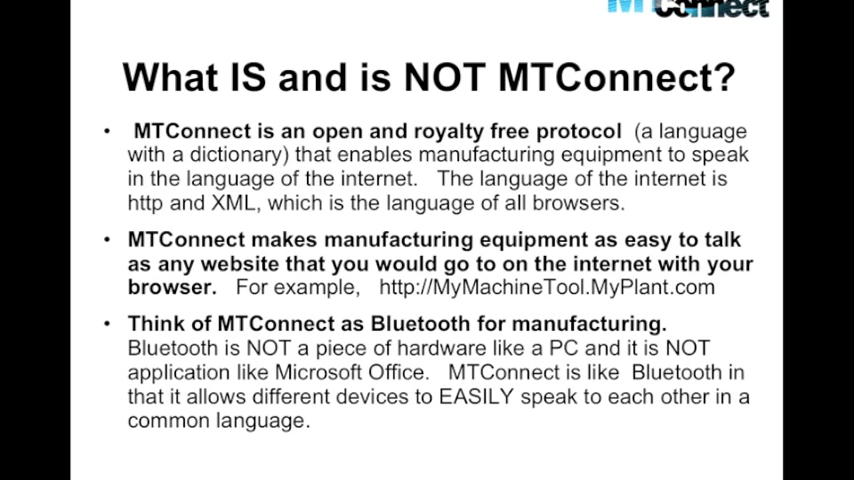 MTConnect
What IS and is NOT MTConnect?
• MTConnect is an open and royalty free protocol (a language
with a dictionary) that enables manufacturing equipment to speak
in the language of the internet. The language of the internet is
http and XML, which is the language of all browsers.
• MTConnect makes manufacturing equipment as easy to talk
as any website that you would go to on the internet with your
browser. For example, http://MyMachineTool.MyPlant.com
• Think of MTConnect as Bluetooth for manufacturing.
Bluetooth is NOT a piece of hardware like a PC and it is NOT
application like Microsoft Office. MTConnect is like Bluetooth in
that it allows different devices to EASILY speak to each other in a
common language.